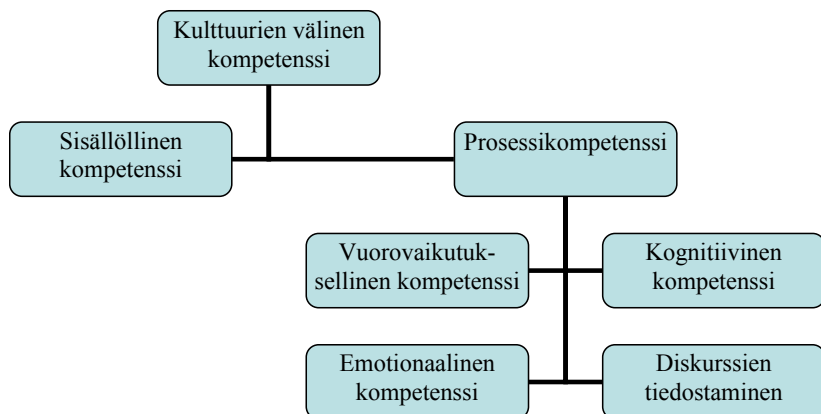 Kulttuurien välinen
kompetenssi
Sisällöllinen
kompetenssi
Prosessikompetenssi
Vuorovaikutuk-
sellinen kompetenssi
Kognitiivinen
kompetenssi
Emotionaalinen
kompetenssi
Diskurssien
tiedostaminen